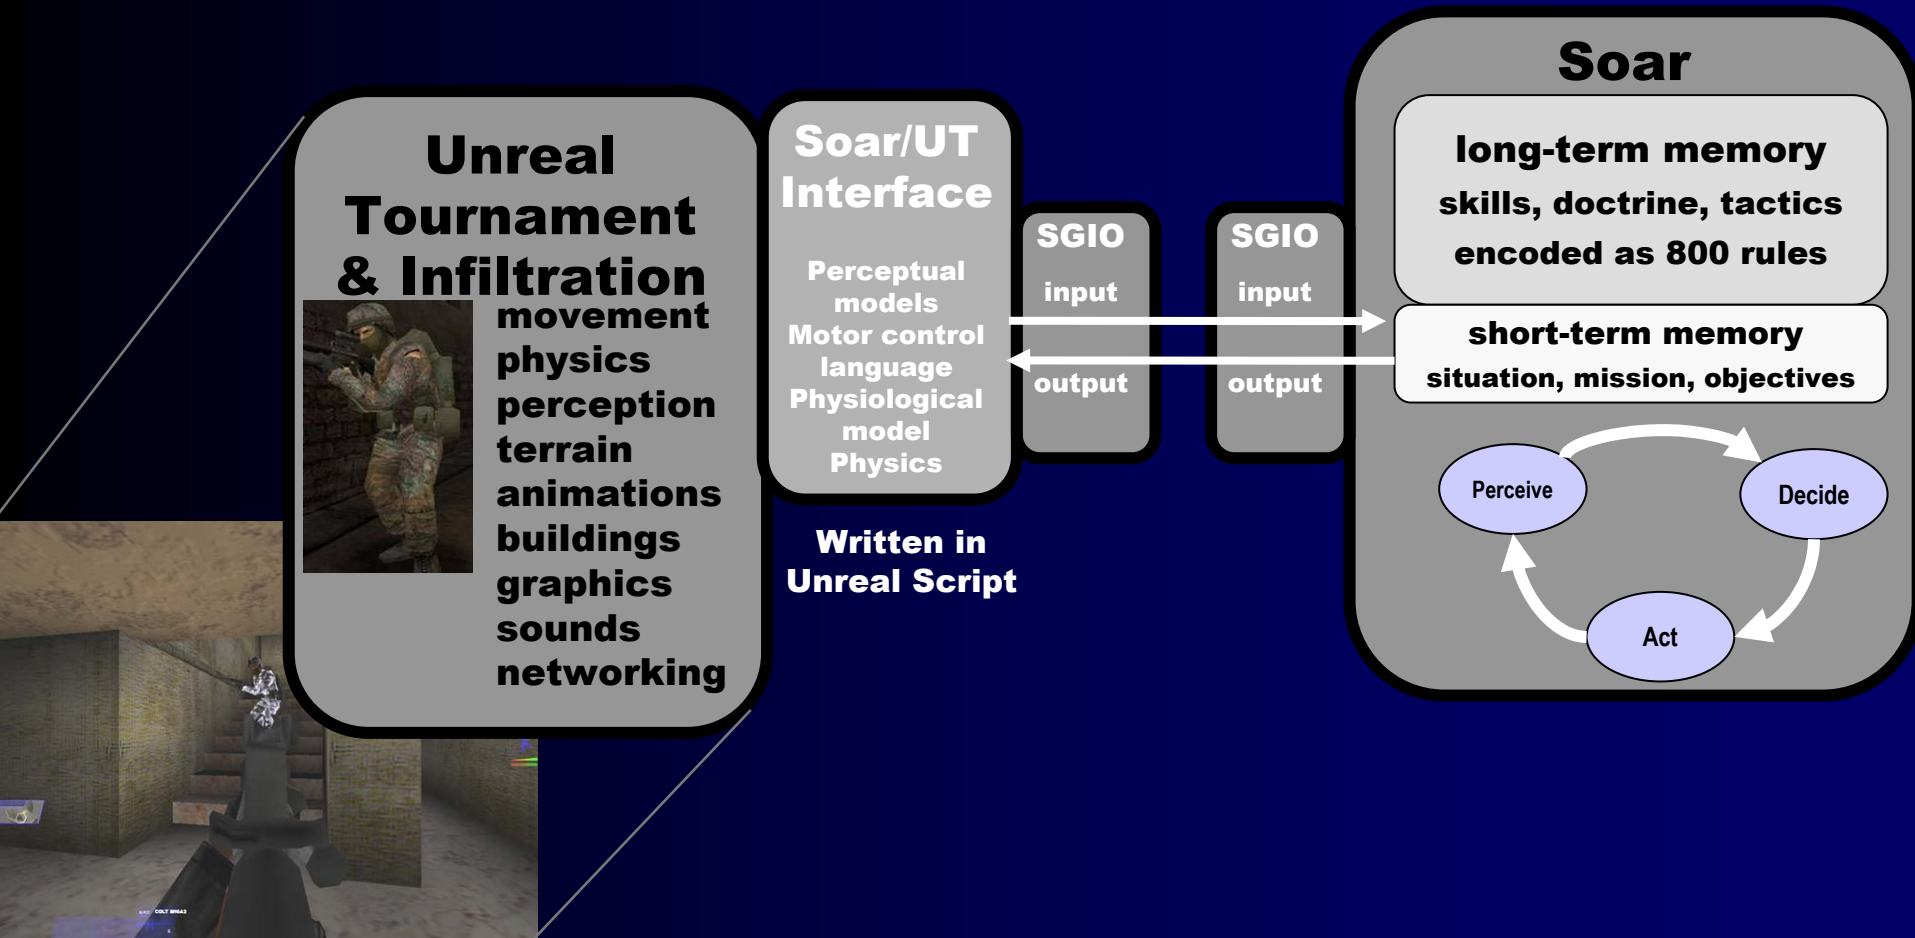 Unreal
Tournament
& Infiltration
movement
physics
perception
terrain
animations
buildings
graphics
sounds
networking
Soar/UT
Interface
Perceptual
models
Motor control
language
Physiological
model
Physics
Written in
Unreal Script
SGIO
input
output
SGIO
input
output
Soar
long-term memory
skills, doctrine, tactics
encoded as 800 rules
short-term memory
situation, mission, objectives
Perceive
Decide
Act
COLT M16A2